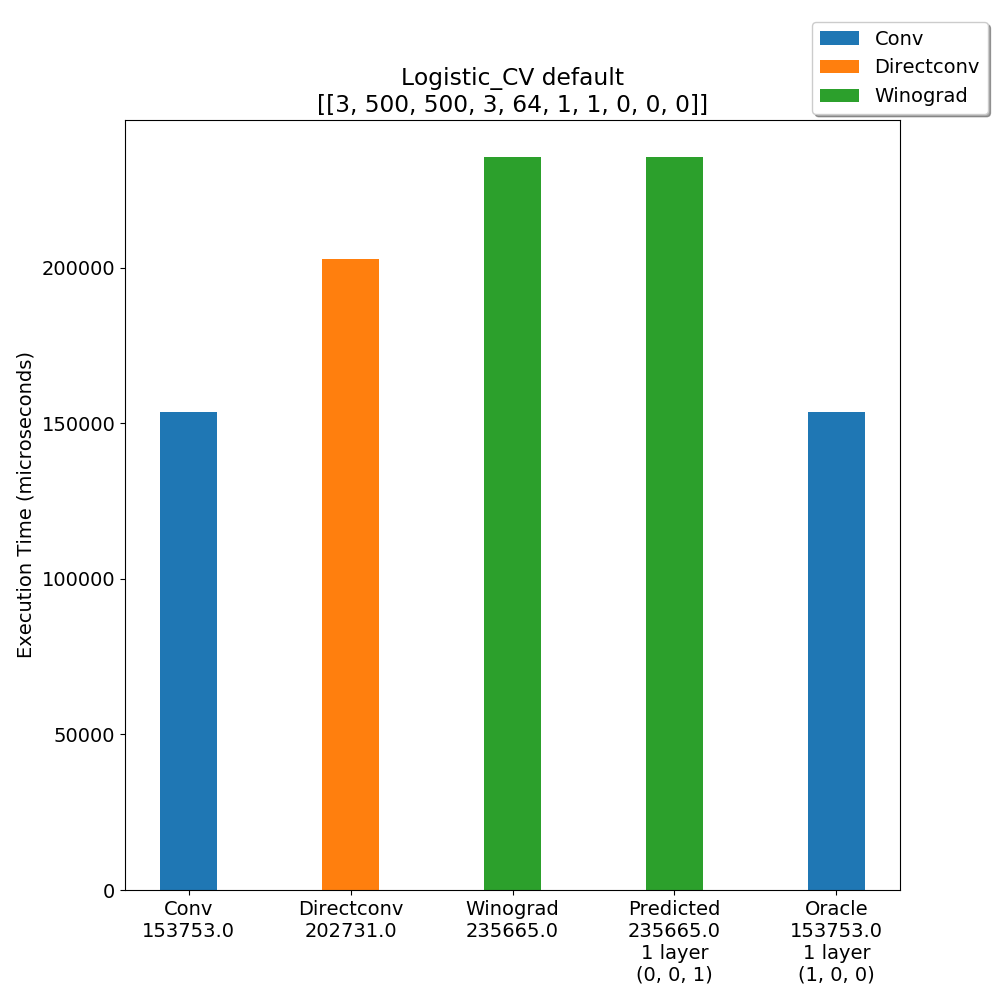 Conv
Directconv
Winograd
Logistic_CV default
[[3, 500, 500, 3, 64, 1, 1, 0, 0, 0]]
Execution Time (microseconds)
200000
150000
100000
50000
0
Conv
153753.0
Directconv
202731.0
Winograd
235665.0
Predicted
235665.0
1 layer
(0, 0, 1)
Oracle
153753.0
1 layer
(1, 0, 0)